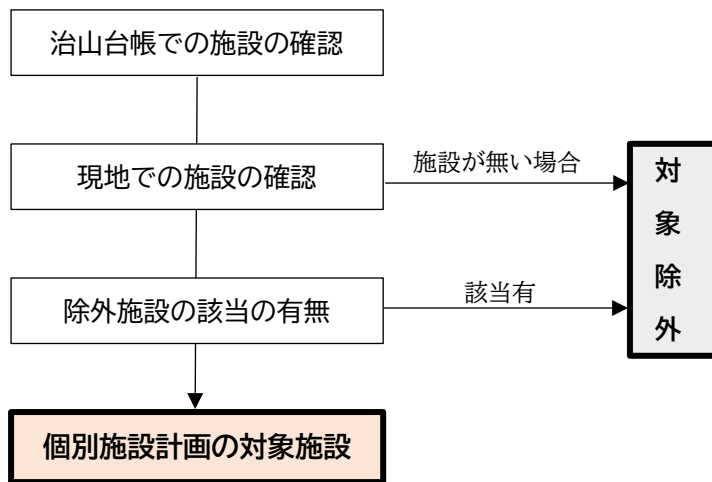 治山台帳での施設の確認
現地での施設の確認
施設が無い場合
除外施設の該当の有無
該当有
対象除外
個別施設計画の対象施設